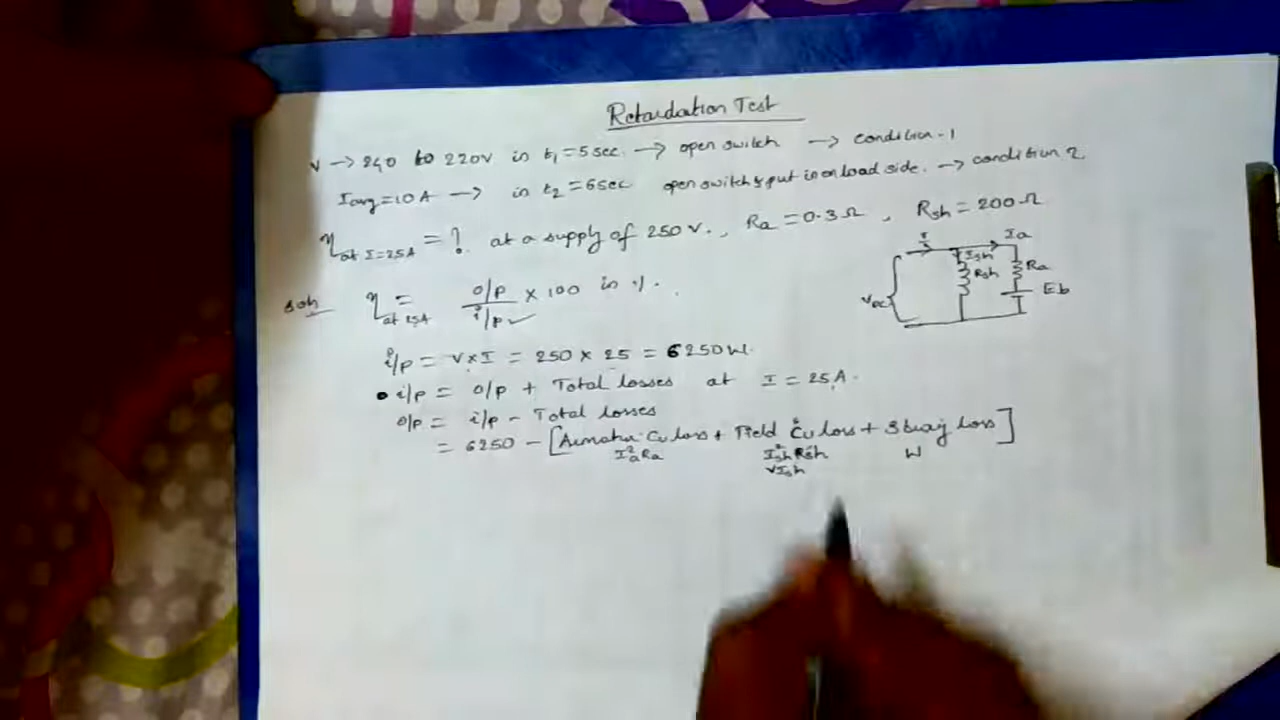 Retardation Test
V → 240 to 220V in t₁ = 5 sec. → open switch → condition - 1
Iavg = 10 A → in t₂ = 6 sec open switch & put in on load side. → condition 2
η at I = 25A = ? at a supply of 250 V., Ra = 0.3 Ω , Rsh = 200 Ω
I Ia
Ish
Rsh Ra
VDC Eb
Soln η at 25A = o/p / i/p × 100 in %.
i/p = V × I = 250 × 25 = 6250 W.
i/p = o/p + Total losses at I = 25 A.
o/p = i/p - Total losses
= 6250 - [Armatur Cu loss + Field Cu loss + Stray loss]
Ia²Ra Ish²Rsh W
VIsh